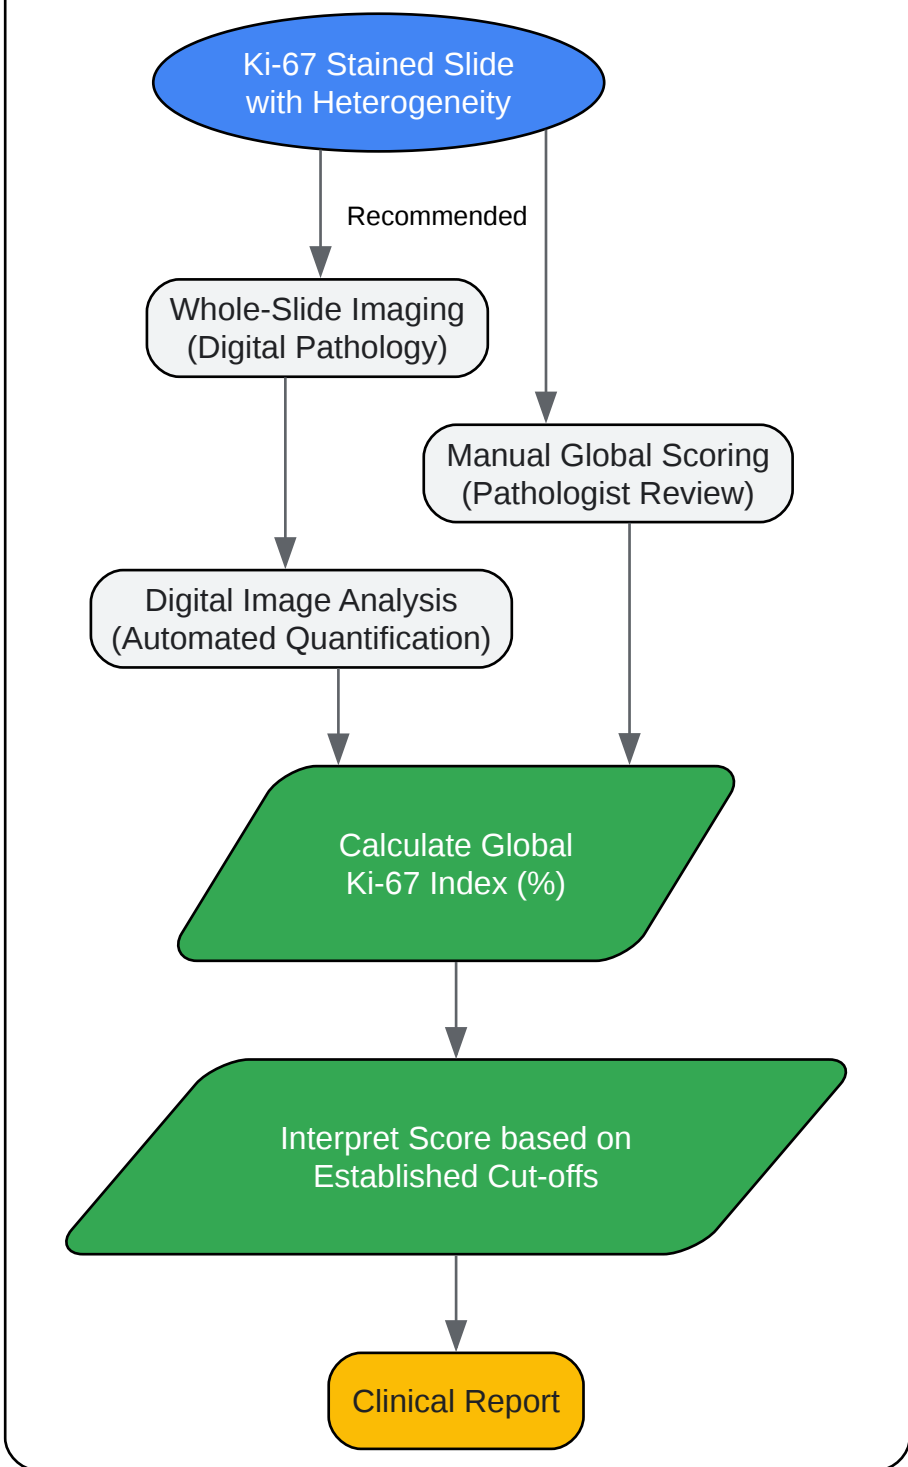 Ki-67 Stained Slide
with Heterogeneity
Recommended
Whole-Slide Imaging
(Digital Pathology)
Manual Global Scoring
(Pathologist Review)
Digital Image Analysis
(Automated Quantification)
Calculate Global
Ki-67 Index (%)
Interpret Score based on
Established Cut-offs
Clinical Report